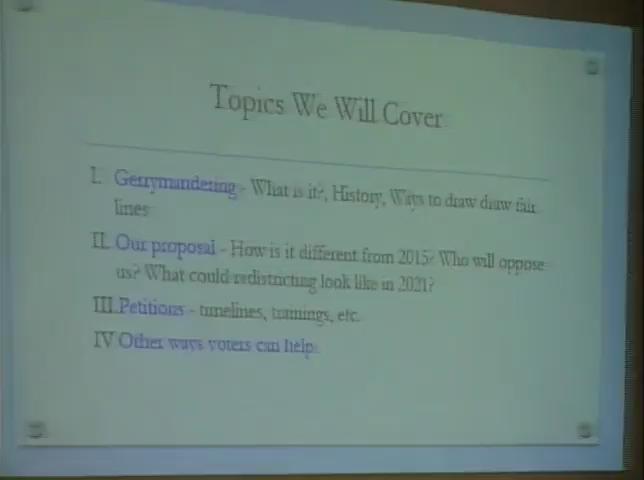 Topics We Will Cover
I. Gerrymandering - What is it?, History, Ways to draw draw fair
lines
II. Our proposal - How is it different from 2015? Who will oppose
us? What could redistricting look like in 2021?
III. Petitions - timelines, trainings, etc.
IV Other ways voters can help.